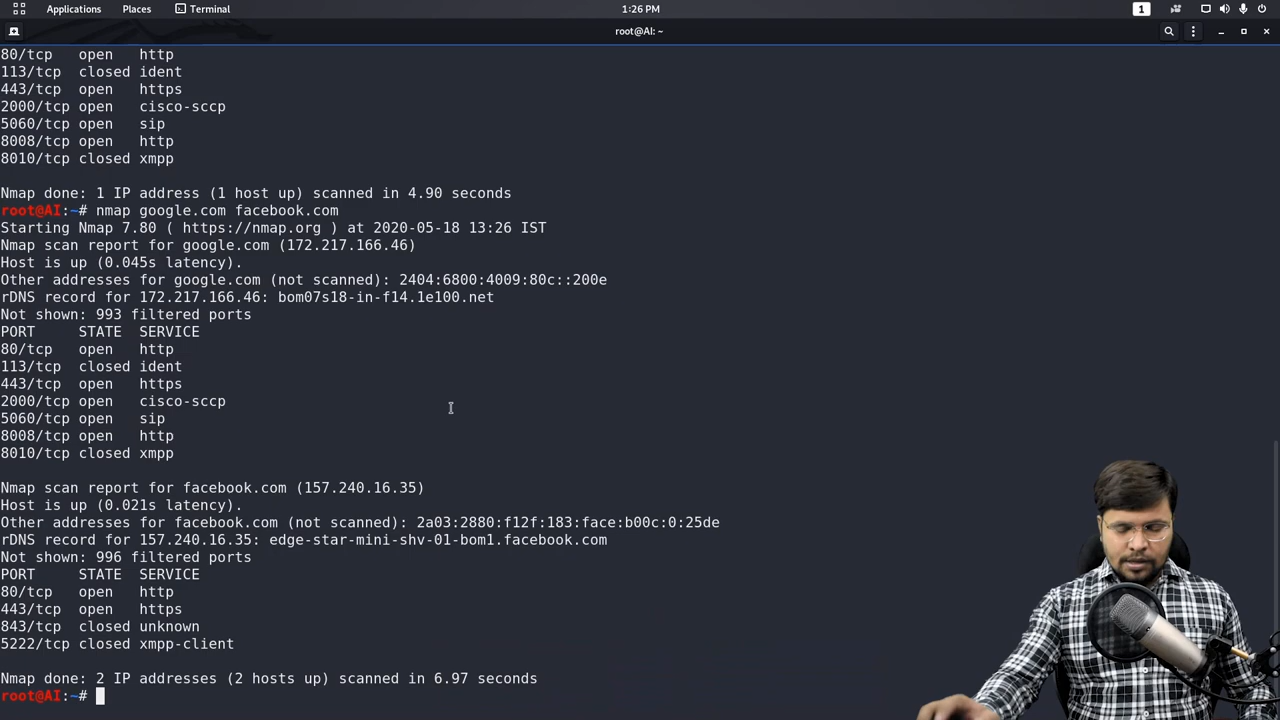 Applications Places Terminal 1:26 PM 1
root@AI: ~
80/tcp open http
113/tcp closed ident
443/tcp open https
2000/tcp open cisco-sccp
5060/tcp open sip
8008/tcp open http
8010/tcp closed xmpp
Nmap done: 1 IP address (1 host up) scanned in 4.90 seconds
root@AI:~# nmap google.com facebook.com
Starting Nmap 7.80 ( https://nmap.org ) at 2020-05-18 13:26 IST
Nmap scan report for google.com (172.217.166.46)
Host is up (0.045s latency).
Other addresses for google.com (not scanned): 2404:6800:4009:80c::200e
rDNS record for 172.217.166.46: bom07s18-in-f14.1e100.net
Not shown: 993 filtered ports
PORT STATE SERVICE
80/tcp open http
113/tcp closed ident
443/tcp open https
2000/tcp open cisco-sccp
5060/tcp open sip
8008/tcp open http
8010/tcp closed xmpp
Nmap scan report for facebook.com (157.240.16.35)
Host is up (0.021s latency).
Other addresses for facebook.com (not scanned): 2a03:2880:f12f:183:face:b00c:0:25de
rDNS record for 157.240.16.35: edge-star-mini-shv-01-bom1.facebook.com
Not shown: 996 filtered ports
PORT STATE SERVICE
80/tcp open http
443/tcp open https
843/tcp closed unknown
5222/tcp closed xmpp-client
Nmap done: 2 IP addresses (2 hosts up) scanned in 6.97 seconds
root@AI:~#